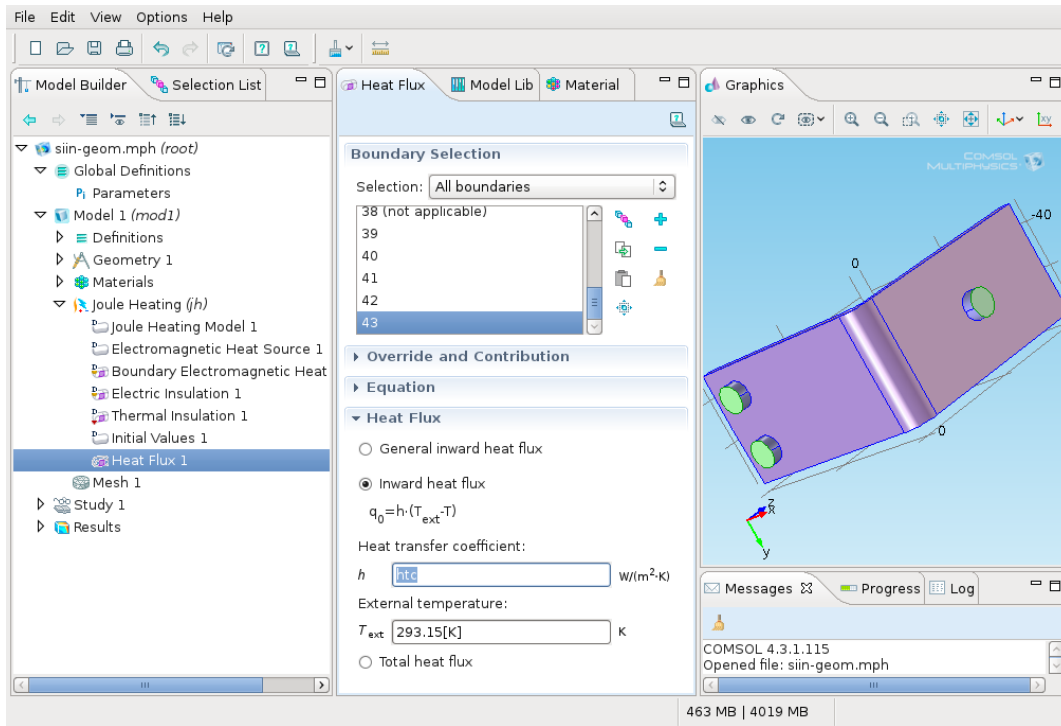 File Edit View Options Help
Model Builder
Selection List
siin-geom.mph (root)
Global Definitions
Pi Parameters
Model 1 (mod1)
Definitions
Geometry 1
Materials
Joule Heating (jh)
Joule Heating Model 1
Electromagnetic Heat Source 1
Boundary Electromagnetic Heat
Electric Insulation 1
Thermal Insulation 1
Initial Values 1
Heat Flux 1
Mesh 1
Study 1
Results
Heat Flux
Model Lib
Material
Boundary Selection
Selection: All boundaries
38 (not applicable)
39
40
41
42
43
Override and Contribution
Equation
Heat Flux
General inward heat flux
Inward heat flux
q₀=h·(Tₑₓₜ-T)
Heat transfer coefficient:
h htc W/(m²·K)
External temperature:
Tₑₓₜ 293.15[K] K
Total heat flux
Graphics
xy
COMSOL
MULTIPHYSICS
-40
0
0
z
x
y
Messages
Progress
Log
COMSOL 4.3.1.115
Opened file: siin-geom.mph
463 MB | 4019 MB